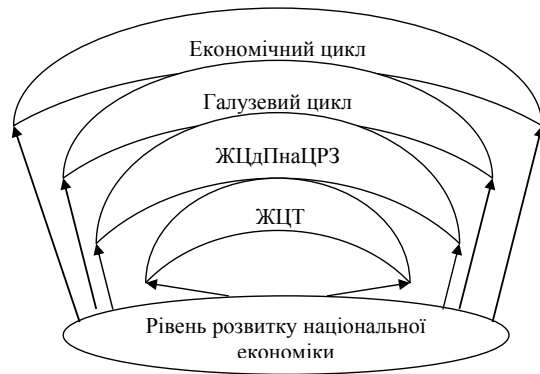 Економічний цикл
Галузевий цикл
ЖЦдПнаЦРЗ
ЖЦТ
Рівень розвитку національної
економіки